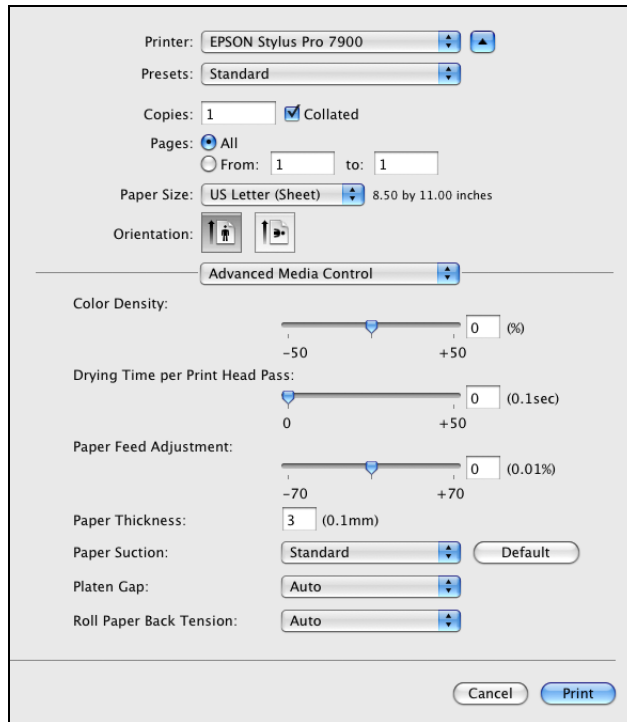 Printer: EPSON Stylus Pro 7900
Presets: Standard
Copies: 1 Collated
Pages: All
From: 1 to: 1
Paper Size: US Letter (Sheet) 8.50 by 11.00 inches
Orientation:
Advanced Media Control
Color Density:
0 (%)
-50 +50
Drying Time per Print Head Pass:
0 (0.1sec)
0 +50
Paper Feed Adjustment:
0 (0.01%)
-70 +70
Paper Thickness: 3 (0.1mm)
Paper Suction: Standard Default
Platen Gap: Auto
Roll Paper Back Tension: Auto
Cancel Print